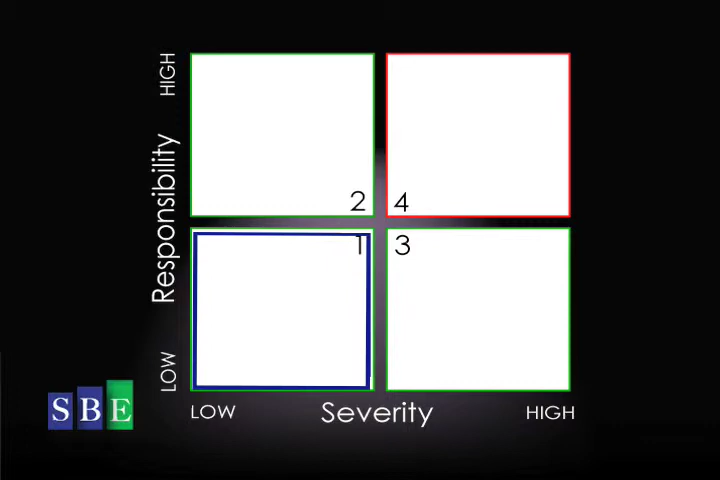 HIGH
Responsibility
LOW
2
4
1
3
LOW
Severity
HIGH
SBE